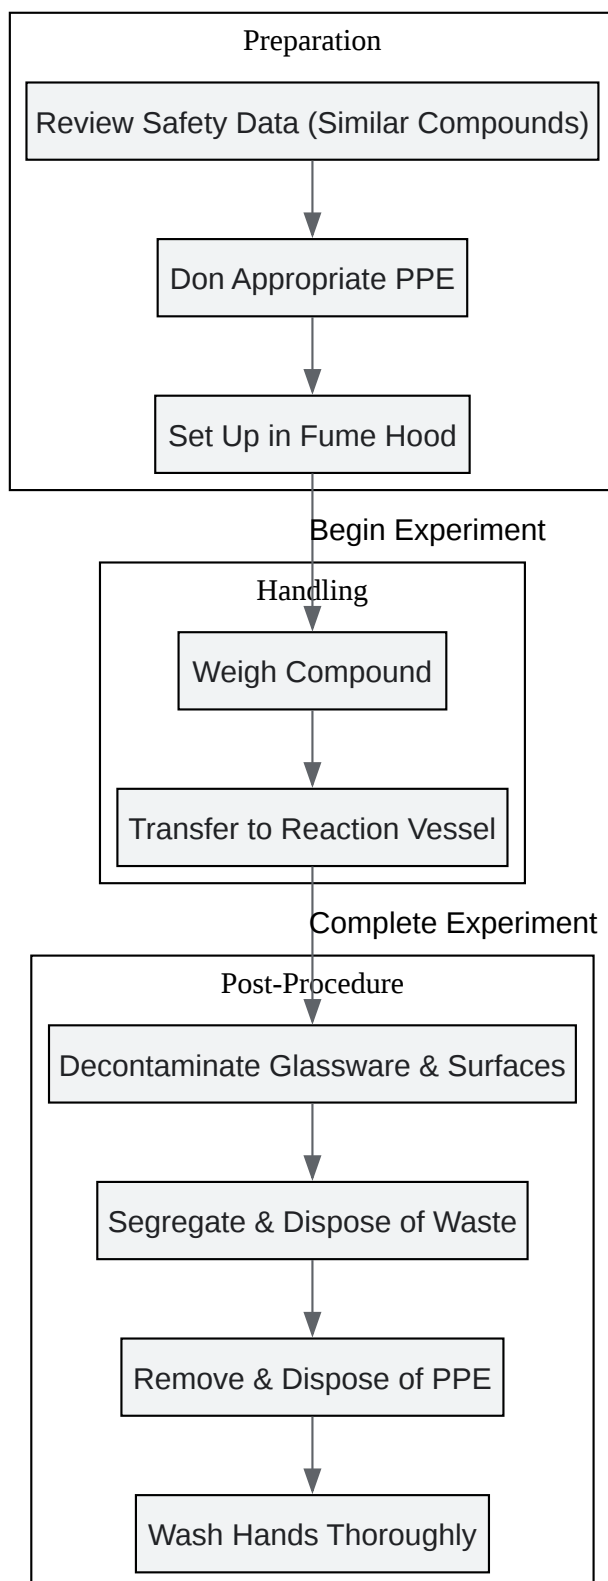 Preparation
Review Safety Data (Similar Compounds)
Don Appropriate PPE
Set Up in Fume Hood
Begin Experiment
Handling
Weigh Compound
Transfer to Reaction Vessel
Complete Experiment
Post-Procedure
Decontaminate Glassware & Surfaces
Segregate & Dispose of Waste
Remove & Dispose of PPE
Wash Hands Thoroughly